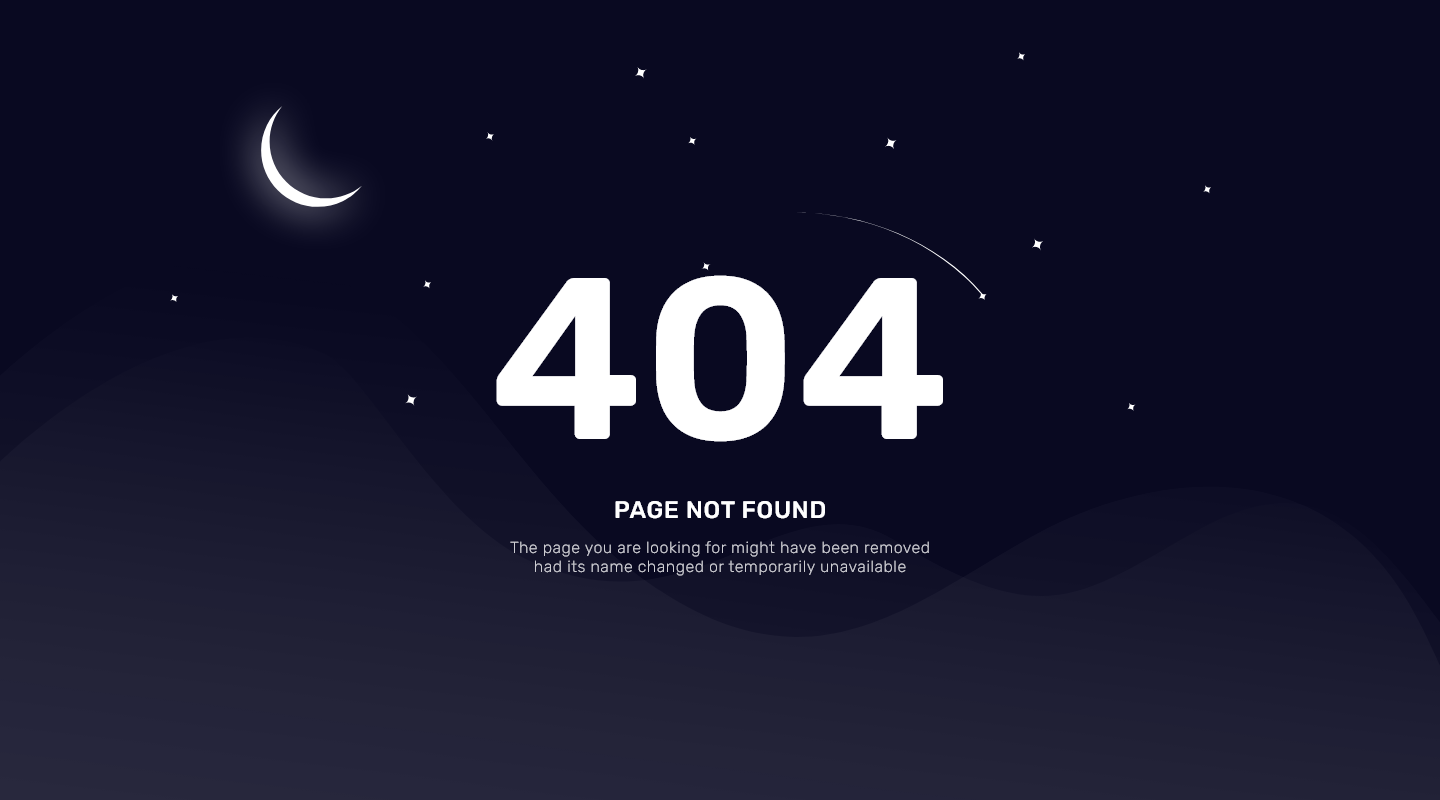 404
PAGE NOT FOUND
The page you are looking for might have been removed
had its name changed or temporarily unavailable